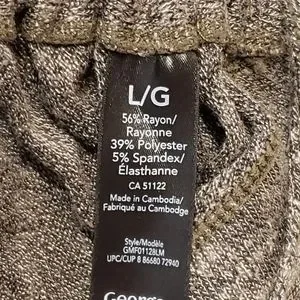 L/G
56% Rayon/
Rayonne
39% Polyester
5% Spandex/
Élasthanne
CA 51122
Made in Cambodia/
Fabriqué au Cambodge
Style/Modèle
GMF01128LM
UPC/CUP 8 86680 72940
George